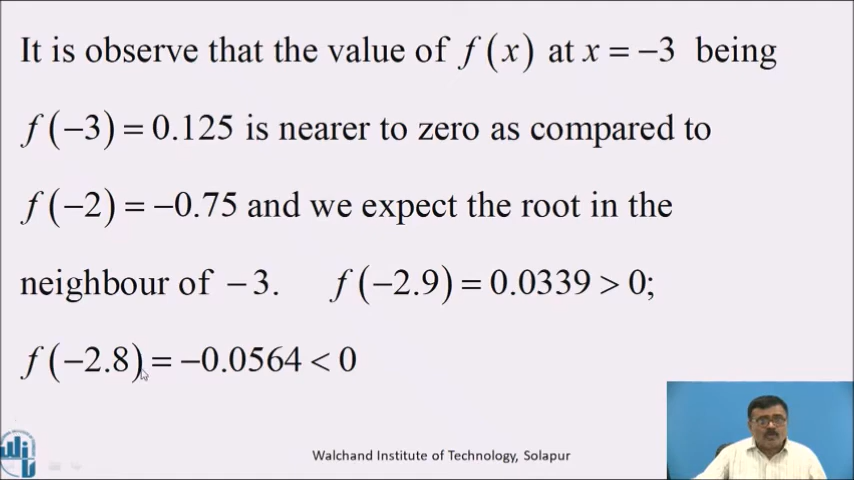 It is observe that the value of f(x) at x = −3 being
f(−3) = 0.125 is nearer to zero as compared to
f(−2) = −0.75 and we expect the root in the
neighbour of −3. f(−2.9) = 0.0339 > 0;
f(−2.8) = −0.0564 < 0
Walchand Institute of Technology, Solapur